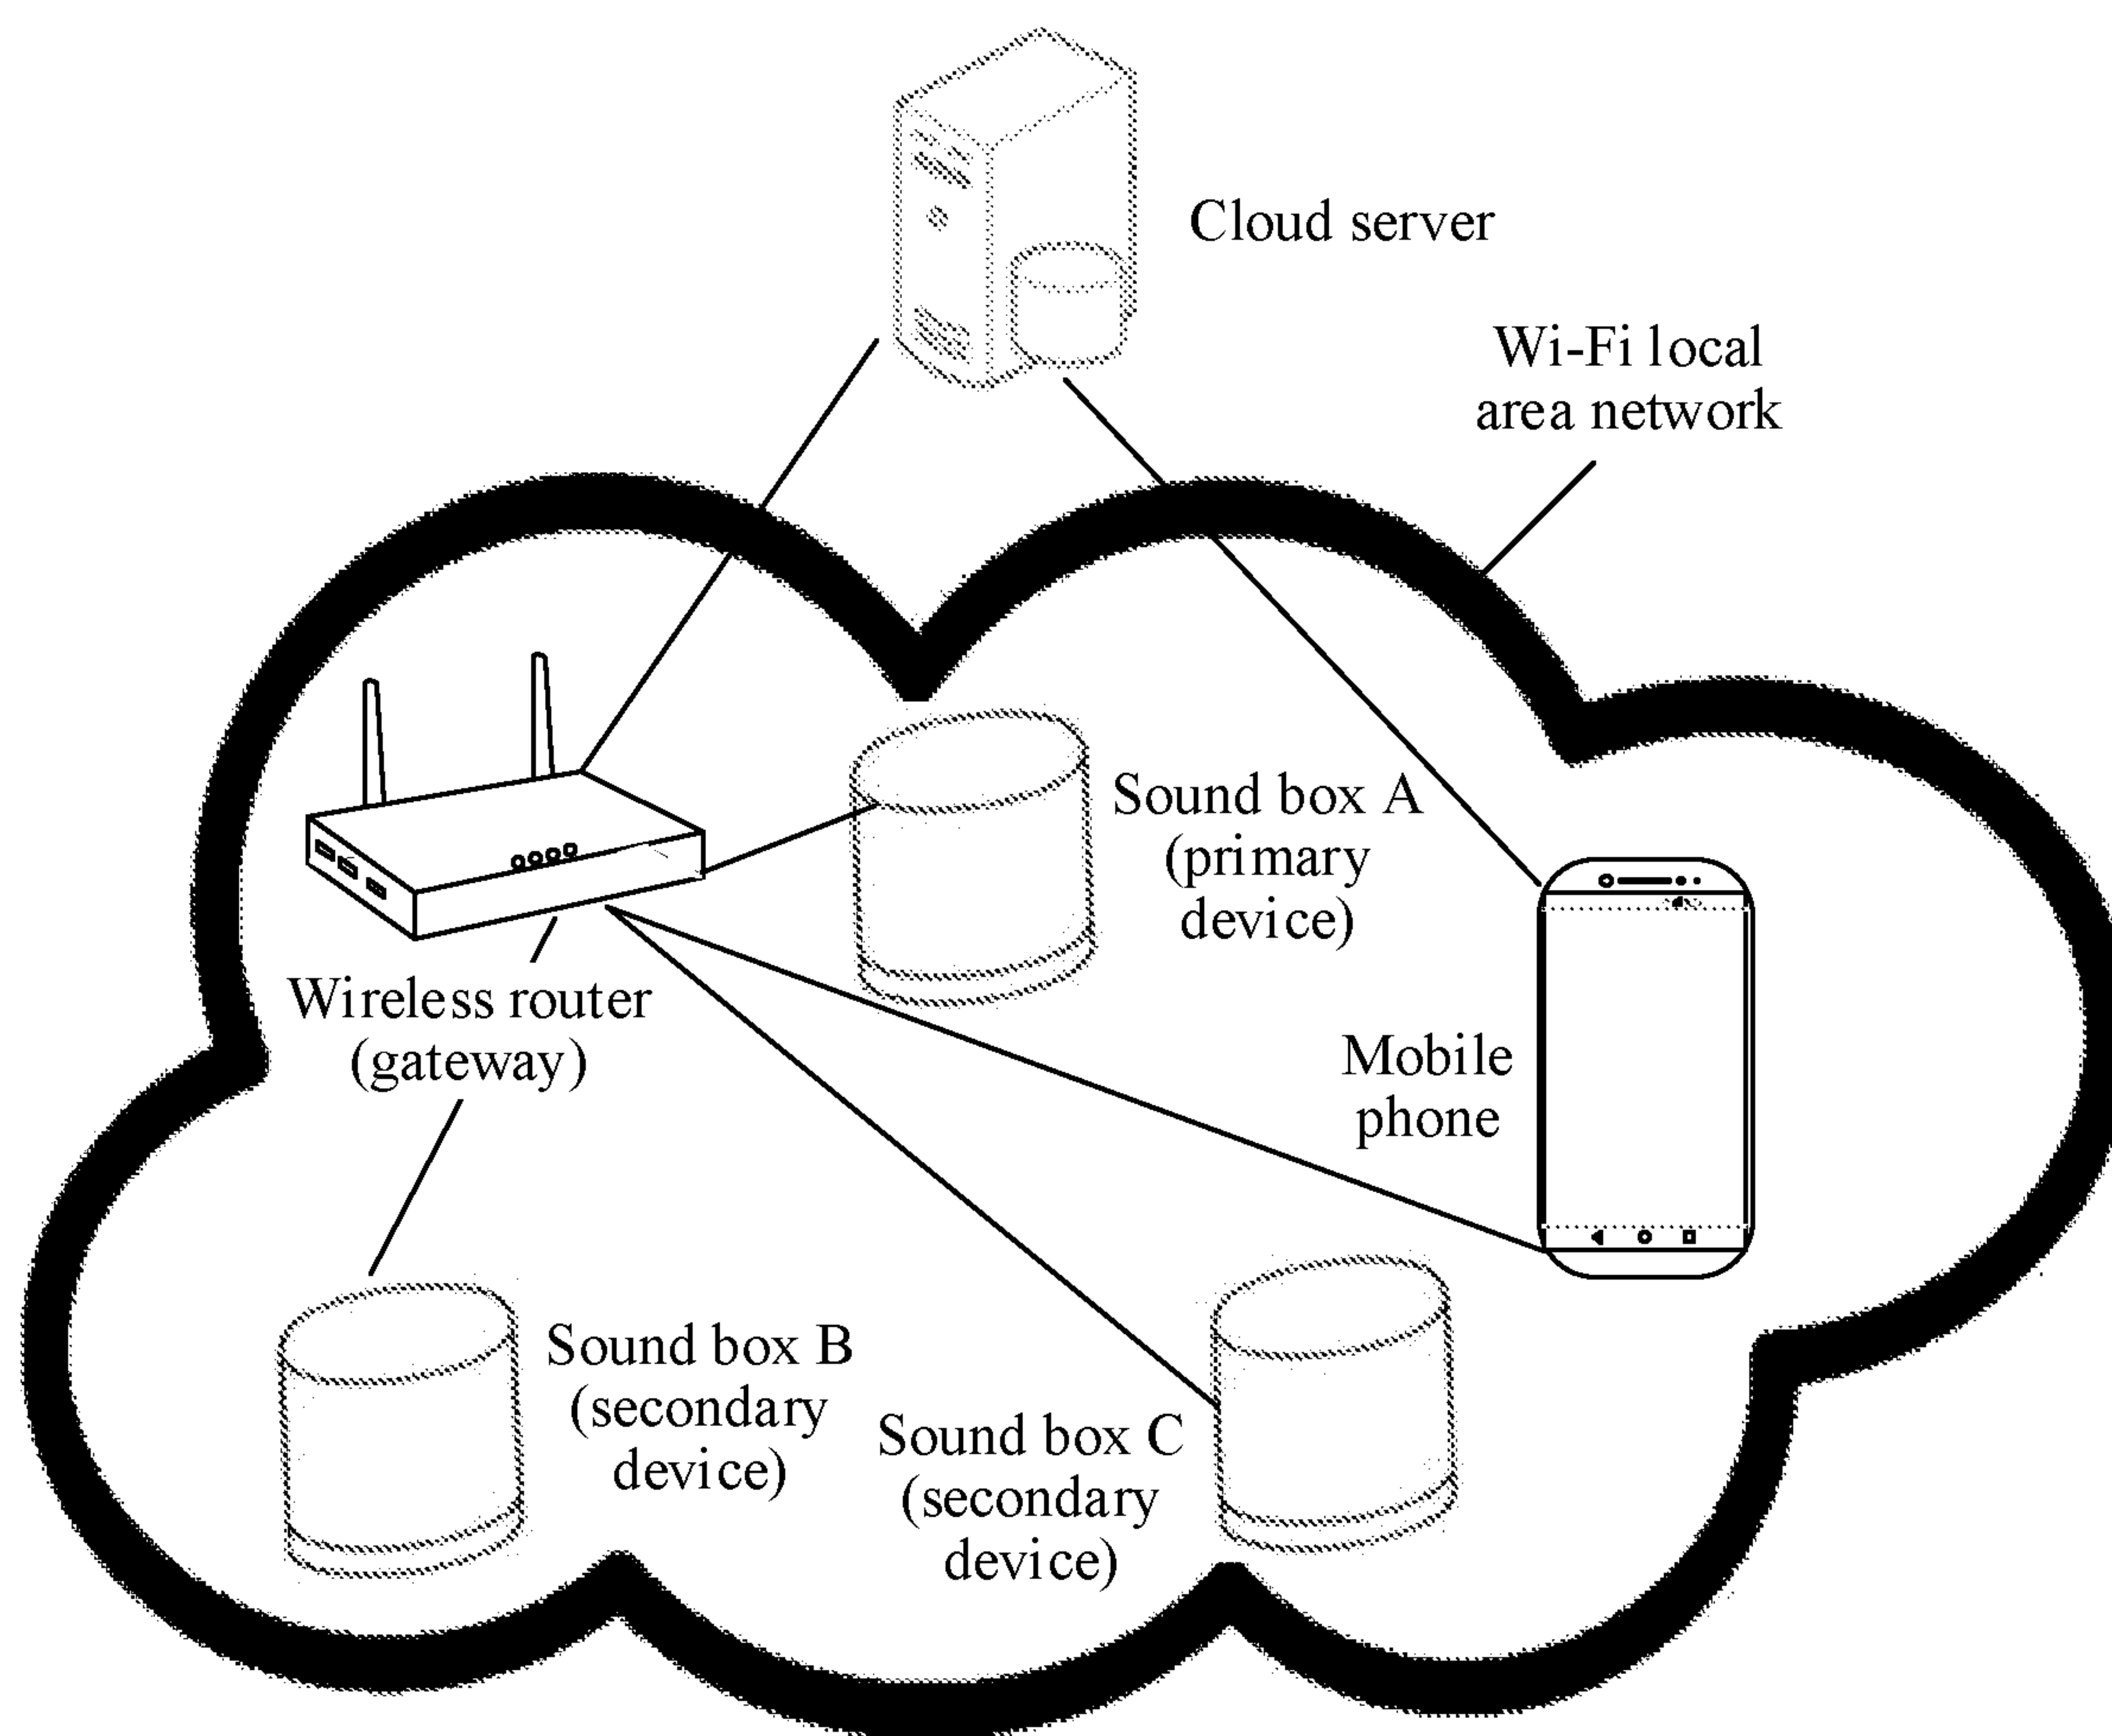 Cloud server
Wi-Fi local
area network
Sound box A
(primary
device)
Wireless router
(gateway)
Mobile
phone
Sound box B
(secondary
device)
Sound box C
(secondary
device)